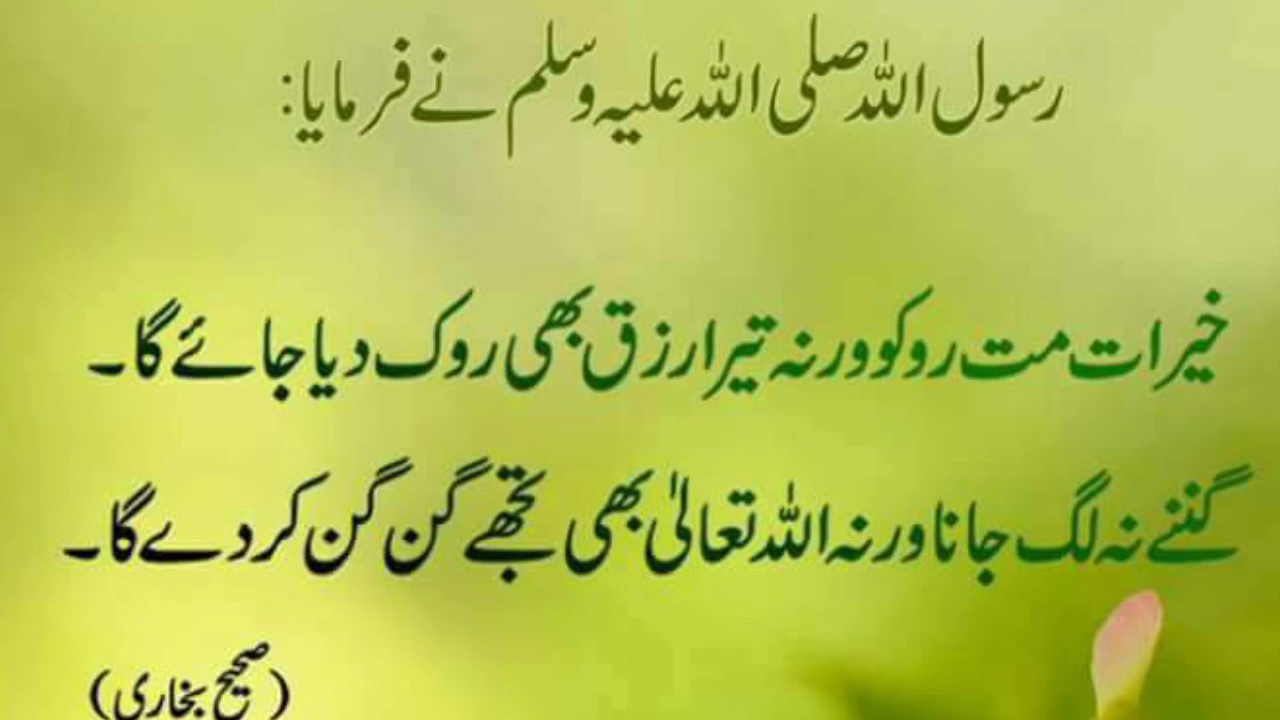 رسول اللہ صلی اللہ علیہ وسلم نے فرمایا:
خیرات مت روکو ورنہ تیرا رزق بھی روک دیا جائے گا۔
گننے نہ لگ جانا ورنہ اللہ تعالیٰ بھی تجھے گن گن کر دے گا۔
(صحیح بخاری)